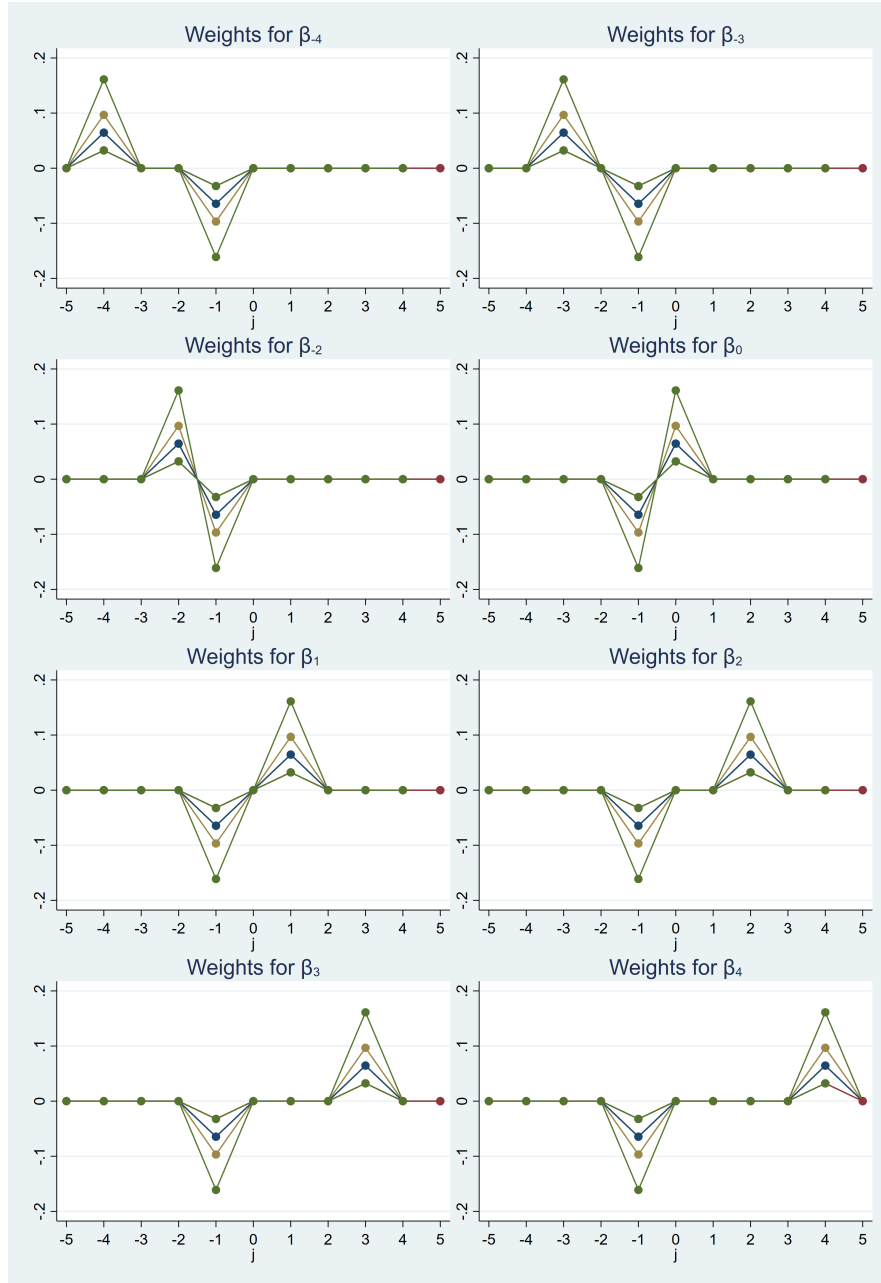 Weights for β₋₄
.2
.1
0
-.1
-.2
-5 -4 -3 -2 -1 0 1 2 3 4 5
j
Weights for β₋₃
.2
.1
0
-.1
-.2
-5 -4 -3 -2 -1 0 1 2 3 4 5
j
Weights for β₋₂
.2
.1
0
-.1
-.2
-5 -4 -3 -2 -1 0 1 2 3 4 5
j
Weights for β₀
.2
.1
0
-.1
-.2
-5 -4 -3 -2 -1 0 1 2 3 4 5
j
Weights for β₁
.2
.1
0
-.1
-.2
-5 -4 -3 -2 -1 0 1 2 3 4 5
j
Weights for β₂
.2
.1
0
-.1
-.2
-5 -4 -3 -2 -1 0 1 2 3 4 5
j
Weights for β₃
.2
.1
0
-.1
-.2
-5 -4 -3 -2 -1 0 1 2 3 4 5
j
Weights for β₄
.2
.1
0
-.1
-.2
-5 -4 -3 -2 -1 0 1 2 3 4 5
j